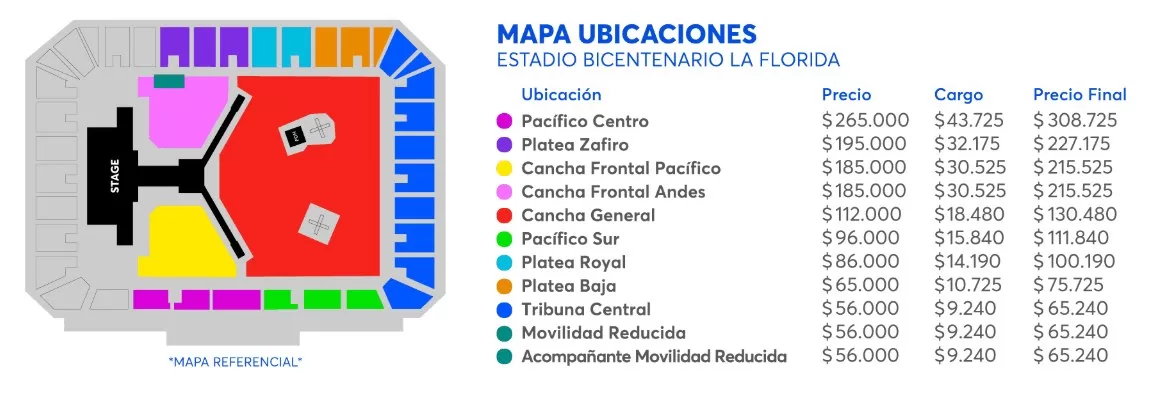 MAPA UBICACIONES
ESTADIO BICENTENARIO LA FLORIDA
Ubicación Precio Cargo Precio Final
Pacífico Centro $265.000 $43.725 $308.725
Platea Zafiro $195.000 $32.175 $227.175
Cancha Frontal Pacífico $185.000 $30.525 $215.525
Cancha Frontal Andes $185.000 $30.525 $215.525
Cancha General $112.000 $18.480 $130.480
Pacífico Sur $96.000 $15.840 $111.840
Platea Royal $86.000 $14.190 $100.190
Platea Baja $65.000 $10.725 $75.725
Tribuna Central $56.000 $9.240 $65.240
Movilidad Reducida $56.000 $9.240 $65.240
Acompañante Movilidad Reducida $56.000 $9.240 $65.240
STAGE
*MAPA REFERENCIAL*